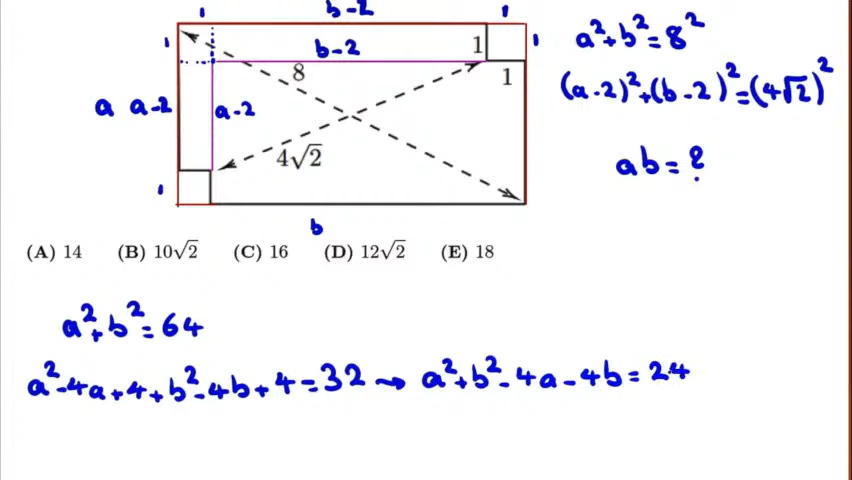 1 b-2 1
1 b-2 1 1 a²+b²=8²
8 1 (a-2)²+(b-2)²=(4√2)²
a a-2 a-2
4√2 ab=?
1
b
(A) 14 (B) 10√2 (C) 16 (D) 12√2 (E) 18
a²+b²=64
a²-4a+4+b²-4b+4=32 → a²+b²-4a-4b=24